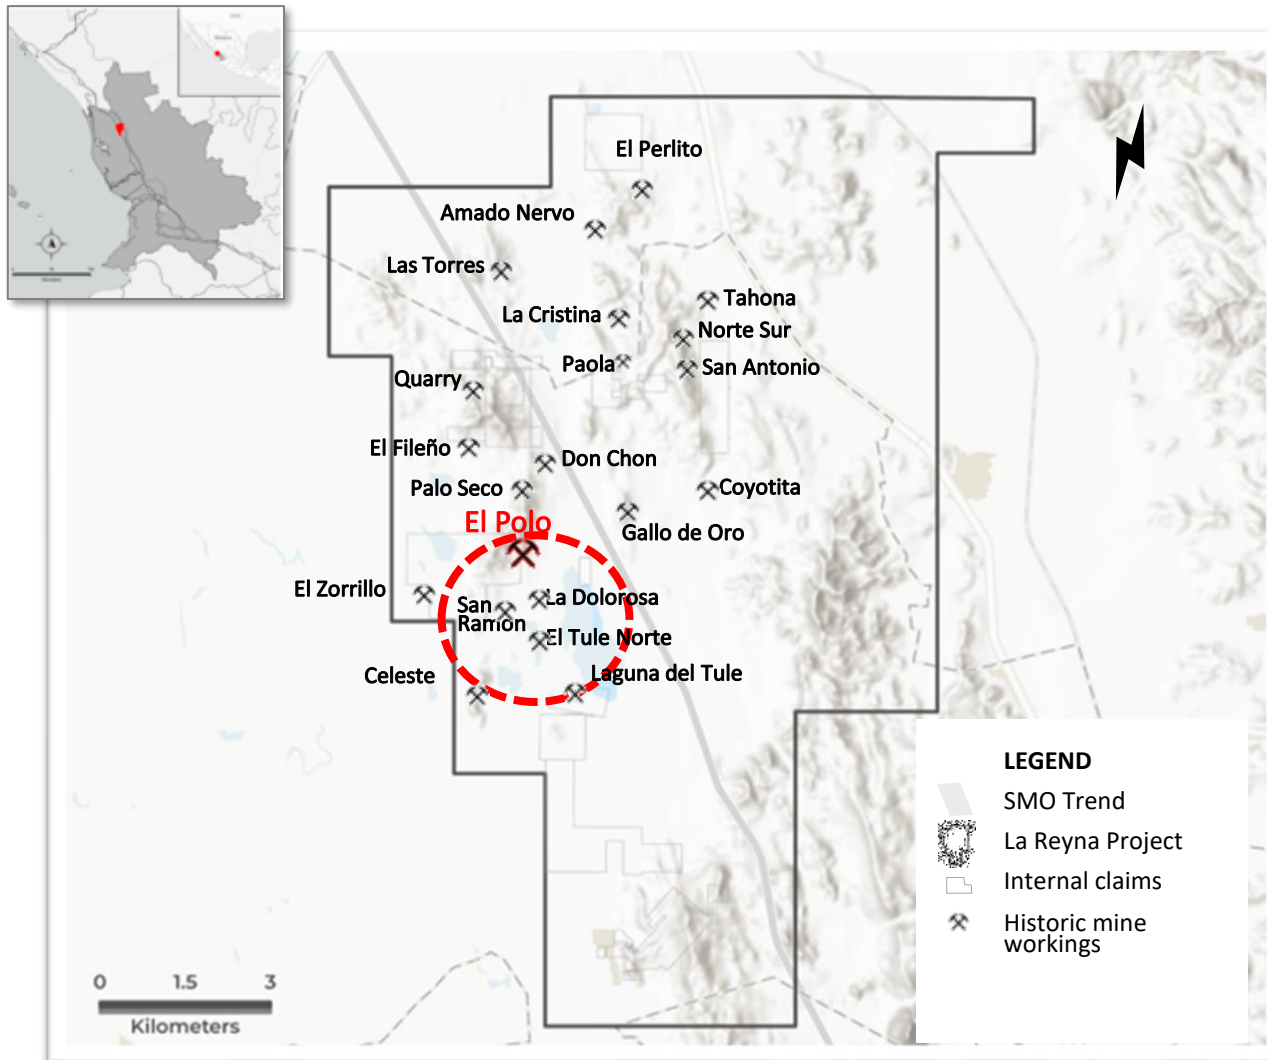 El Perlito
Amado Nervo
Las Torres
Tahona
La Cristina
Norte Sur
Paola
San Antonio
Quarry
El Fileño
Don Chon
Palo Seco
Coyotita
El Polo
Gallo de Oro
El Zorrillo
La Dolorosa
San
Ramon
El Tule Norte
Celeste
Laguna del Tule
LEGEND
SMO Trend
La Reyna Project
Internal claims
Historic mine
workings
0 1.5 3
Kilometers